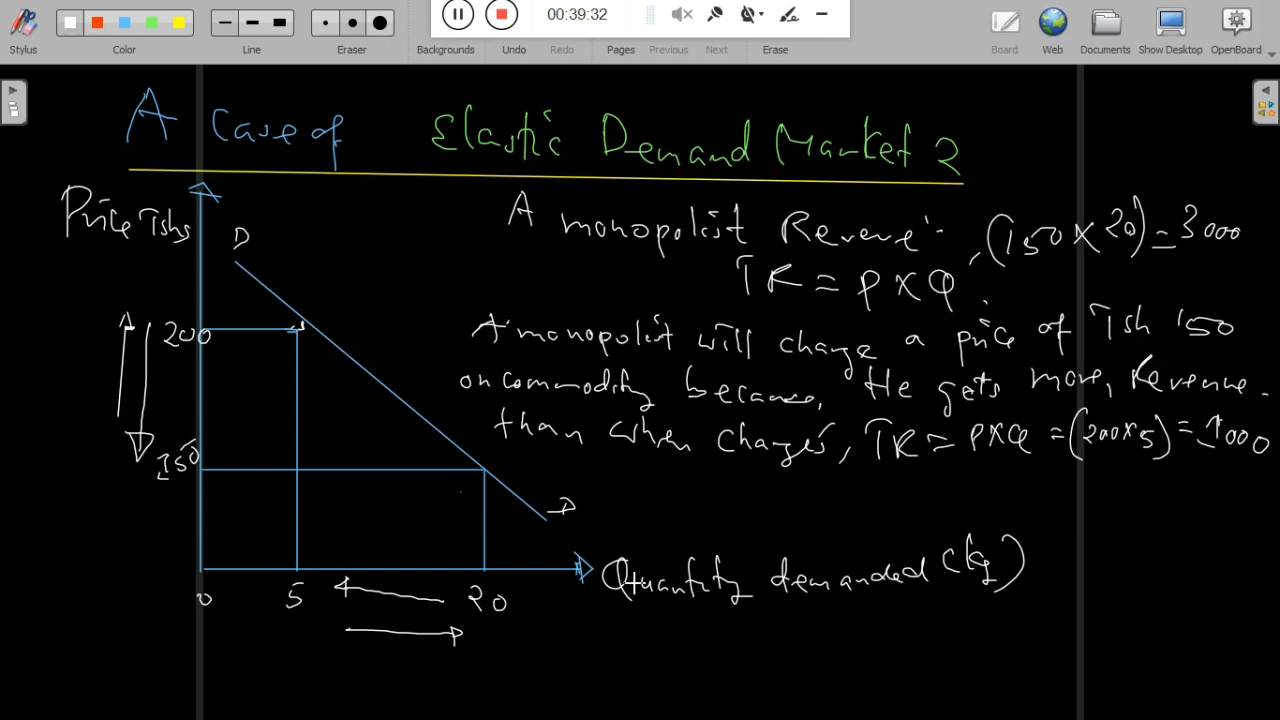 00:39:32
Stylus Color Line Eraser Backgrounds Undo Redo Pages Previous Next Erase Board Web Documents Show Desktop OpenBoard
A Case of Elastic Demand Market 2
Price Tshs
D
A monopolist Revenue: (150 X 20) = 3000
TR = P X Q
200
A monopolist will charge a price of Tsh 150
on commodity because, He gets more, Revenue.
than when charges, TR = PXQ = (200 x 5) = 1000
150
D
Quantity demanded (kg)
0 5 20